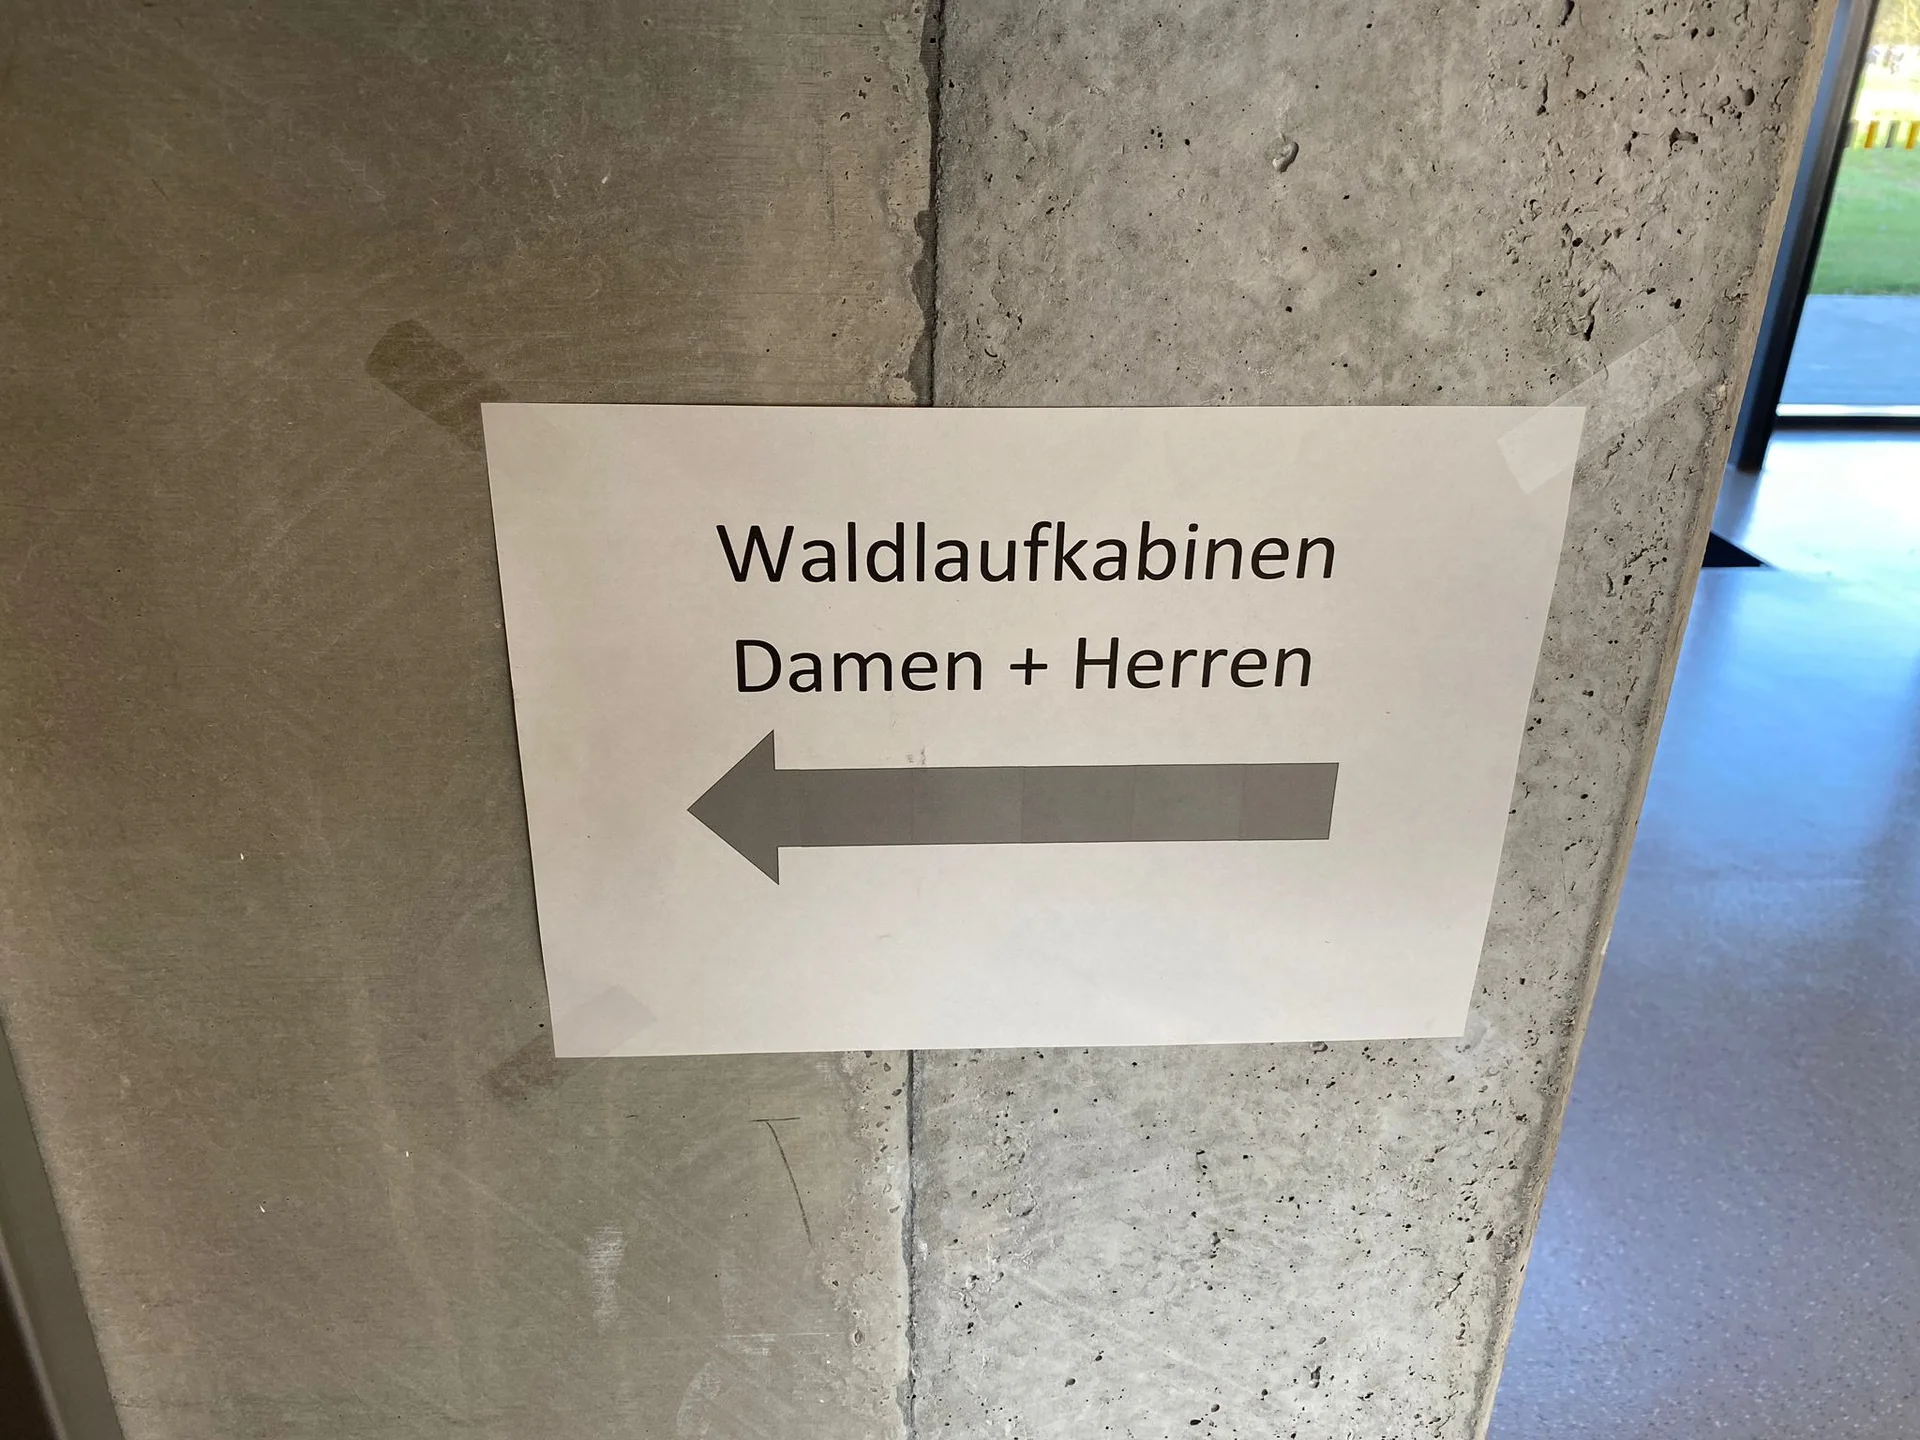 Waldlaufkabinen
Damen + Herren